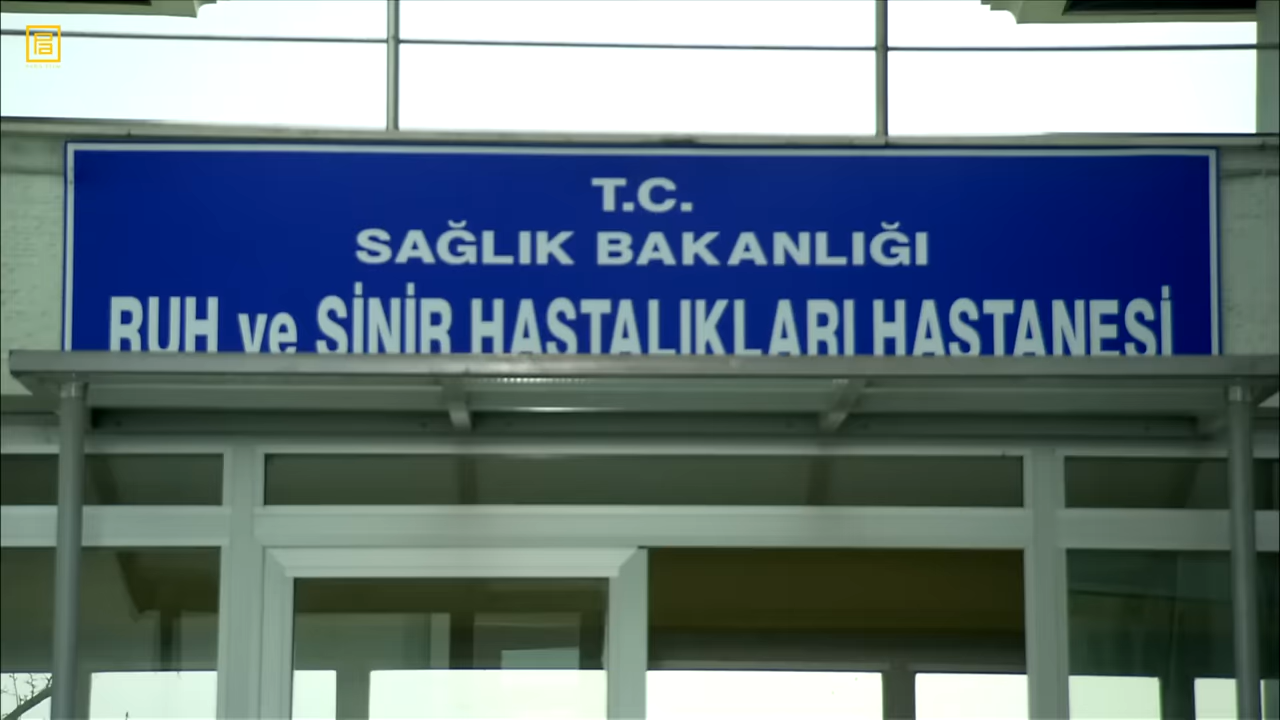 T.C.
SAĞLIK BAKANLIĞI
RUH ve SİNİR HASTALIKLARI HASTANESİ